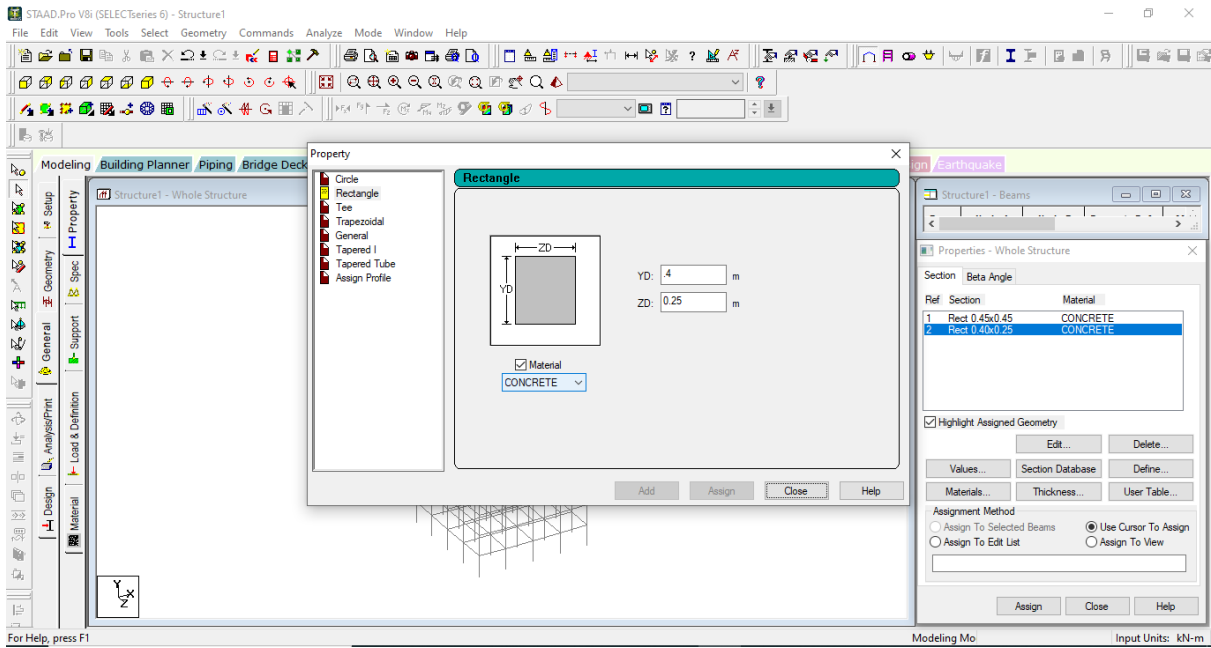 STAAD.Pro V8i (SELECTseries 6) - Structure1
File Edit View Tools Select Geometry Commands Analyze Mode Window Help
Modeling Building Planner Piping Bridge Deck
ign Earthquake
Setup
Geometry
General
Analysis/Print
Design
Property
Spec
Support
Load & Definition
Material
Structure1 - Whole Structure
Y
X
Z
Property
Circle
Rectangle
Tee
Trapezoidal
General
Tapered I
Tapered Tube
Assign Profile
Rectangle
ZD
YD
YD: .4 m
ZD: 0.25 m
Material
CONCRETE
Add Assign Close Help
Structure1 - Beams
Properties - Whole Structure
Section Beta Angle
Ref Section Material
1 Rect 0.45x0.45 CONCRETE
2 Rect 0.40x0.25 CONCRETE
Highlight Assigned Geometry
Edit... Delete...
Values... Section Database Define...
Materials... Thickness... User Table...
Assignment Method
Assign To Selected Beams Use Cursor To Assign
Assign To Edit List Assign To View
Assign Close Help
For Help, press F1
Modeling Mo Input Units: kN-m